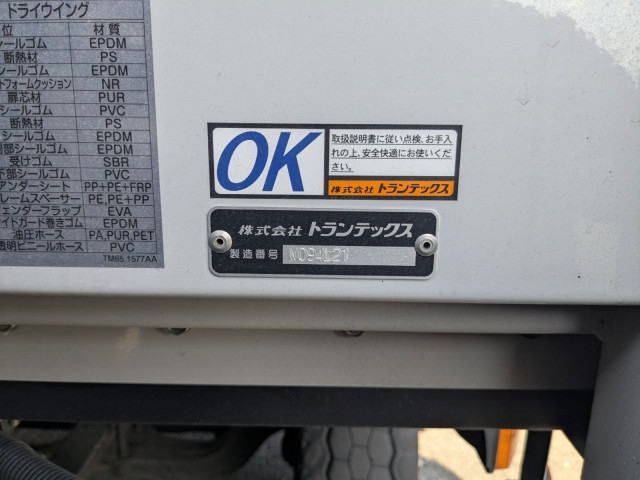 ドライウイング
位 材質
シールゴム EPDM
断熱材 PS
シールゴム EPDM
トフォームクッション NR
扉芯材 PUR
シールゴム PVC
断熱材 PS
シールゴム EPDM
部シールゴム EPDM
受けゴム SBR
下部シールゴム PVC
アンダーシート PP+PE+FRP
レームスペーサー PE,PE+PP
フェンダーフラップ EVA
イドガード巻きゴム EPDM
油圧ホース PA,PUR,PET
透明ビニールホース PVC
TM65.1577AA
OK
取扱説明書に従い点検、お手入
れの上、安全快適にお使いくだ
さい。
株式会社 トランテックス
株式会社 トランテックス
製造番号